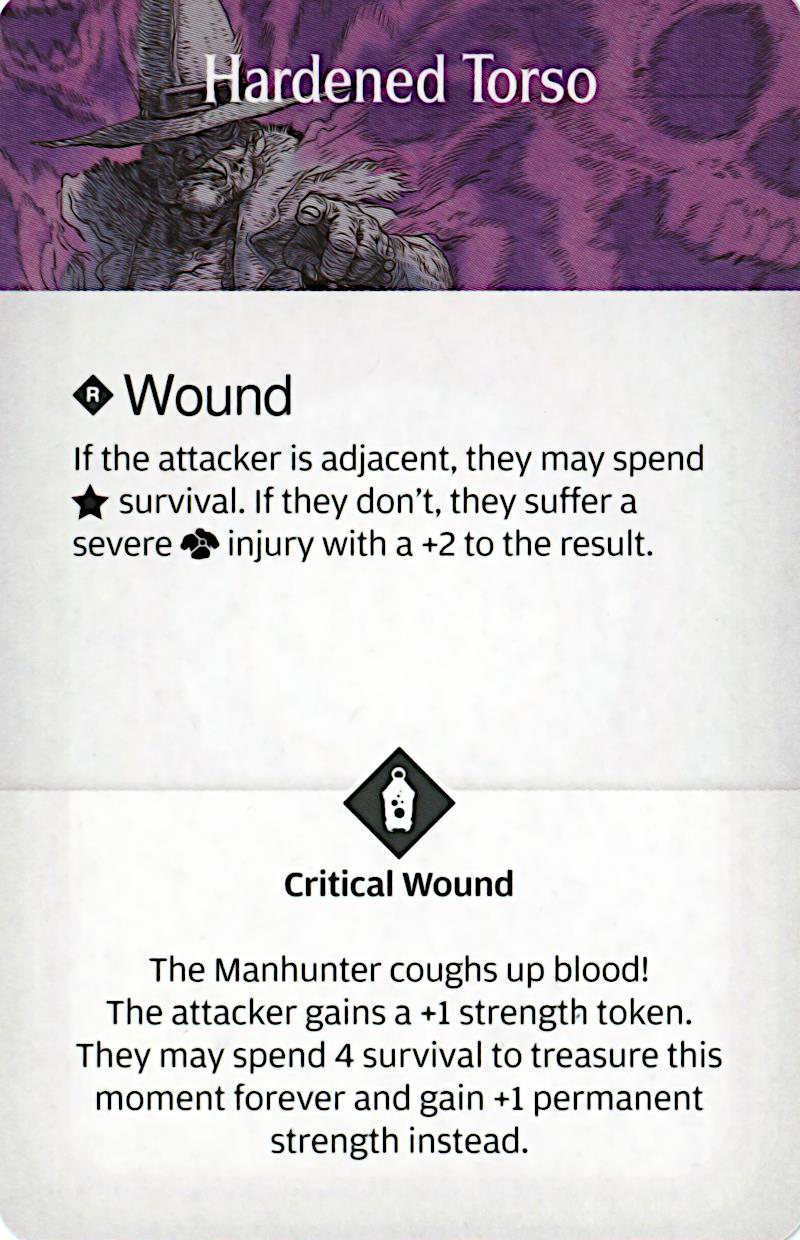 Hardened Torso
R Wound
If the attacker is adjacent, they may spend
survival. If they don't, they suffer a
severe injury with a +2 to the result.
Critical Wound
The Manhunter coughs up blood!
The attacker gains a +1 strength token.
They may spend 4 survival to treasure this
moment forever and gain +1 permanent
strength instead.